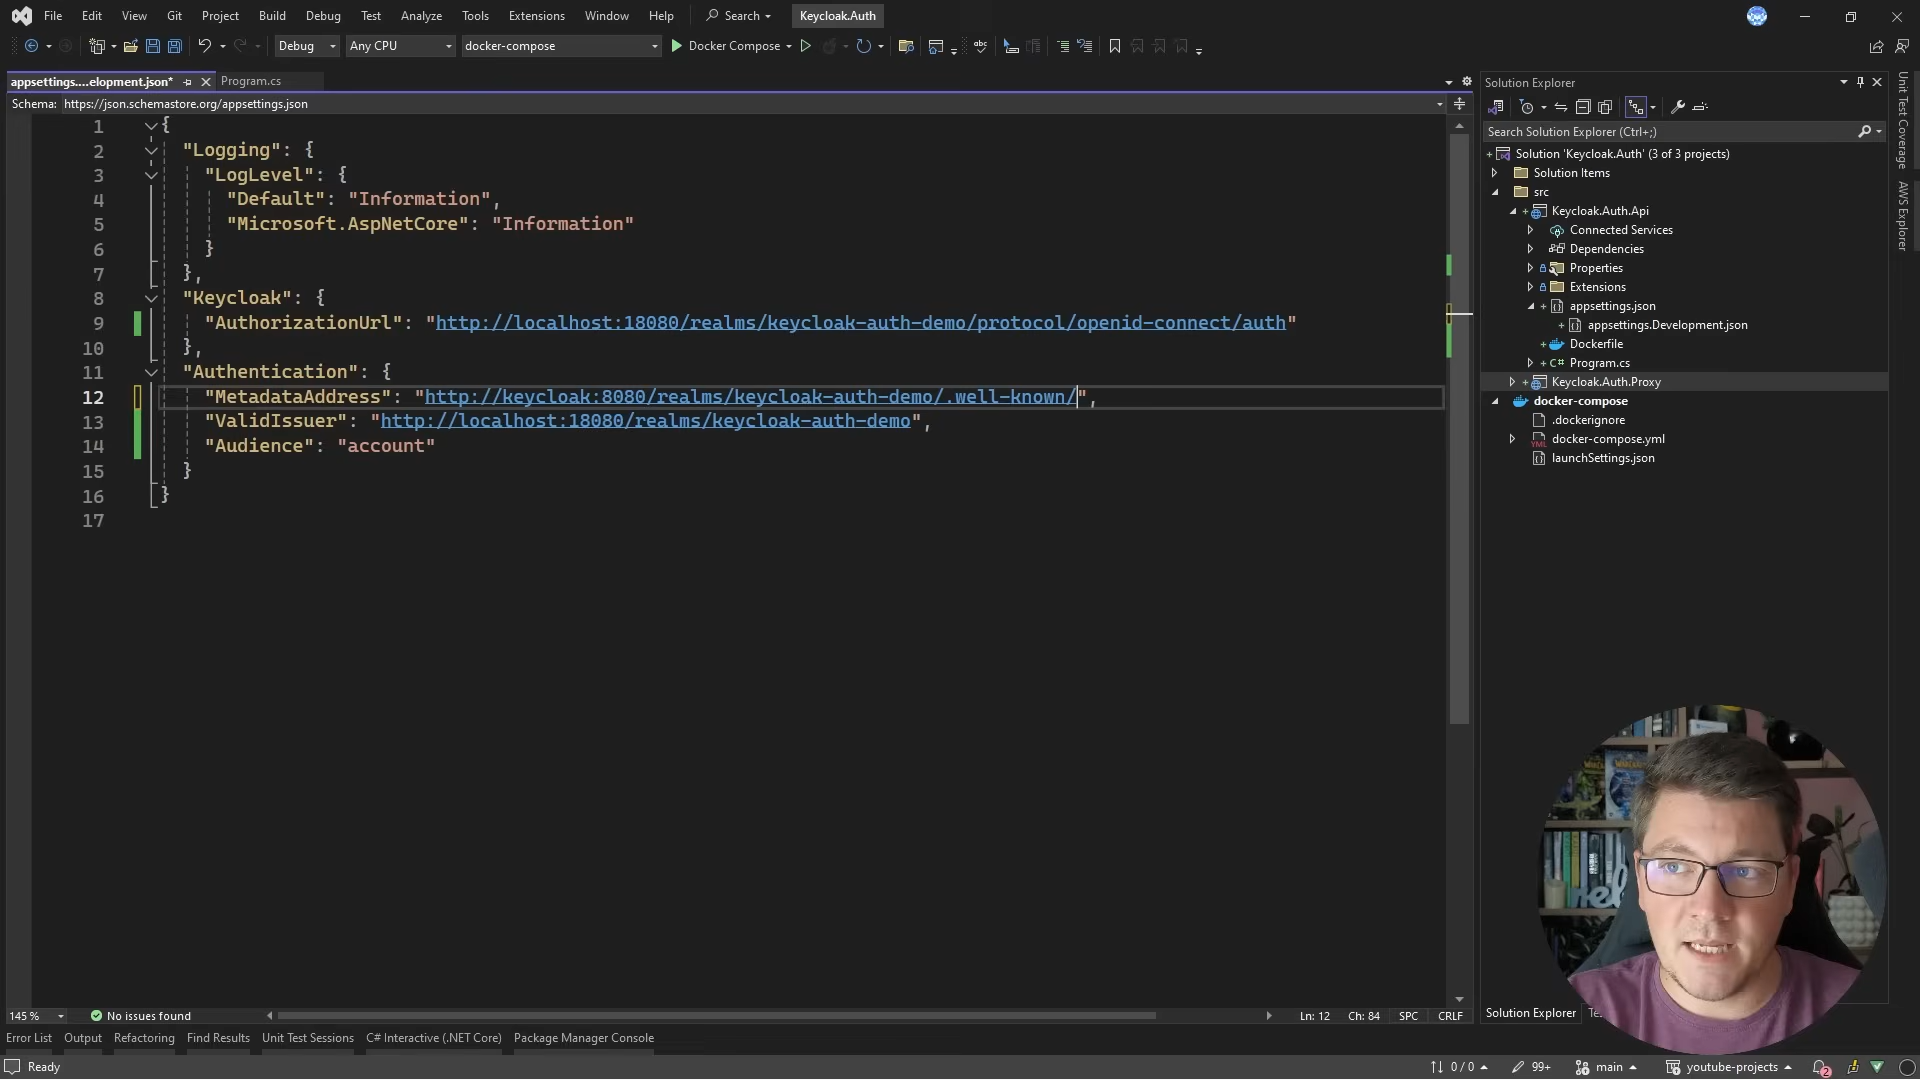 File Edit View Git Project Build Debug Test Analyze Tools Extensions Window Help Search Keycloak.Auth
Debug Any CPU docker-compose Docker Compose
appsettings....elopment.json* Program.cs
Schema: https://json.schemastore.org/appsettings.json
1 {
2 "Logging": {
3 "LogLevel": {
4 "Default": "Information",
5 "Microsoft.AspNetCore": "Information"
6 }
7 },
8 "Keycloak": {
9 "AuthorizationUrl": "http://localhost:18080/realms/keycloak-auth-demo/protocol/openid-connect/auth"
10 },
11 "Authentication": {
12 "MetadataAddress": "http://keycloak:8080/realms/keycloak-auth-demo/.well-known/",
13 "ValidIssuer": "http://localhost:18080/realms/keycloak-auth-demo",
14 "Audience": "account"
15 }
16 }
17
145 % No issues found Ln: 12 Ch: 84 SPC CRLF
Solution Explorer
Search Solution Explorer (Ctrl+;)
Solution 'Keycloak.Auth' (3 of 3 projects)
Solution Items
src
Keycloak.Auth.Api
Connected Services
Dependencies
Properties
Extensions
appsettings.json
appsettings.Development.json
Dockerfile
C# Program.cs
Keycloak.Auth.Proxy
docker-compose
.dockerignore
docker-compose.yml
launchSettings.json
Solution Explorer
Unit Test Coverage
AWS Explorer
Error List Output Refactoring Find Results Unit Test Sessions C# Interactive (.NET Core) Package Manager Console
Ready 0 / 0 99+ main youtube-projects 2